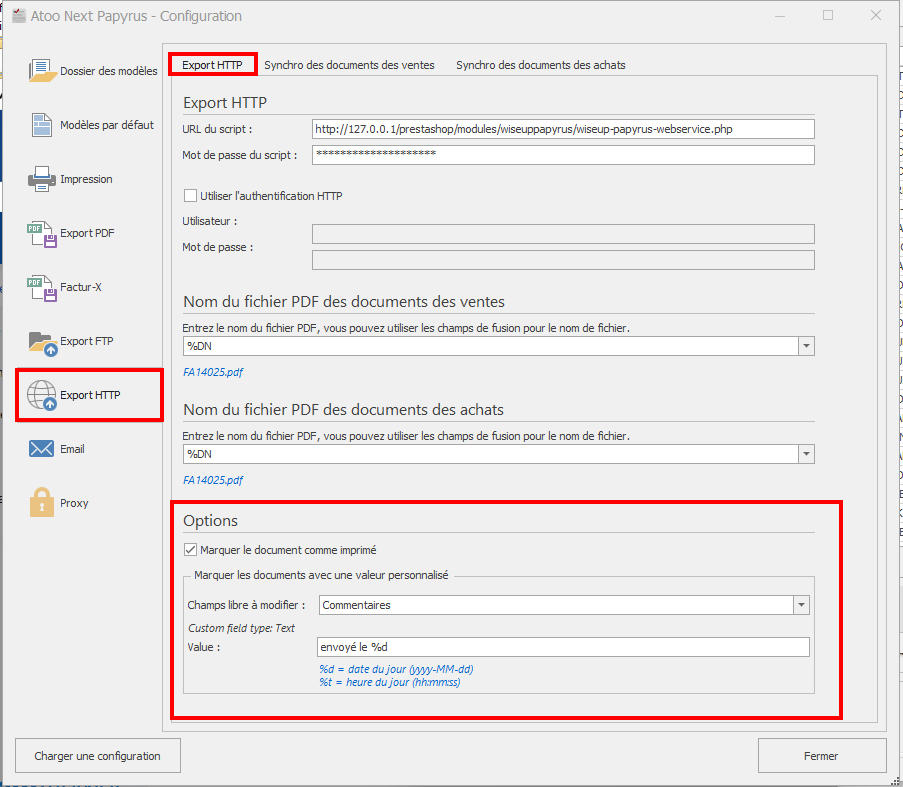 Atoo Next Papyrus - Configuration
Dossier des modèles
Modèles par défaut
Impression
PDF
Export PDF
PDF
Factur-X
Export FTP
Export HTTP
Email
Proxy
Export HTTP
Synchro des documents des ventes
Synchro des documents des achats
Export HTTP
URL du script :
http://127.0.0.1/prestashop/modules/wiseuppapyrus/wiseup-papyrus-webservice.php
Mot de passe du script :
********************
Utiliser l'authentification HTTP
Utilisateur :
Mot de passe :
Nom du fichier PDF des documents des ventes
Entrez le nom du fichier PDF, vous pouvez utiliser les champs de fusion pour le nom de fichier.
%DN
FA14025.pdf
Nom du fichier PDF des documents des achats
Entrez le nom du fichier PDF, vous pouvez utiliser les champs de fusion pour le nom de fichier.
%DN
FA14025.pdf
Options
Marquer le document comme imprimé
Marquer les documents avec une valeur personnalisé
Champs libre à modifier :
Commentaires
Custom field type: Text
Value :
envoyé le %d
%d = date du jour (yyyy-MM-dd)
%t = heure du jour (hh:mm:ss)
Charger une configuration
Fermer